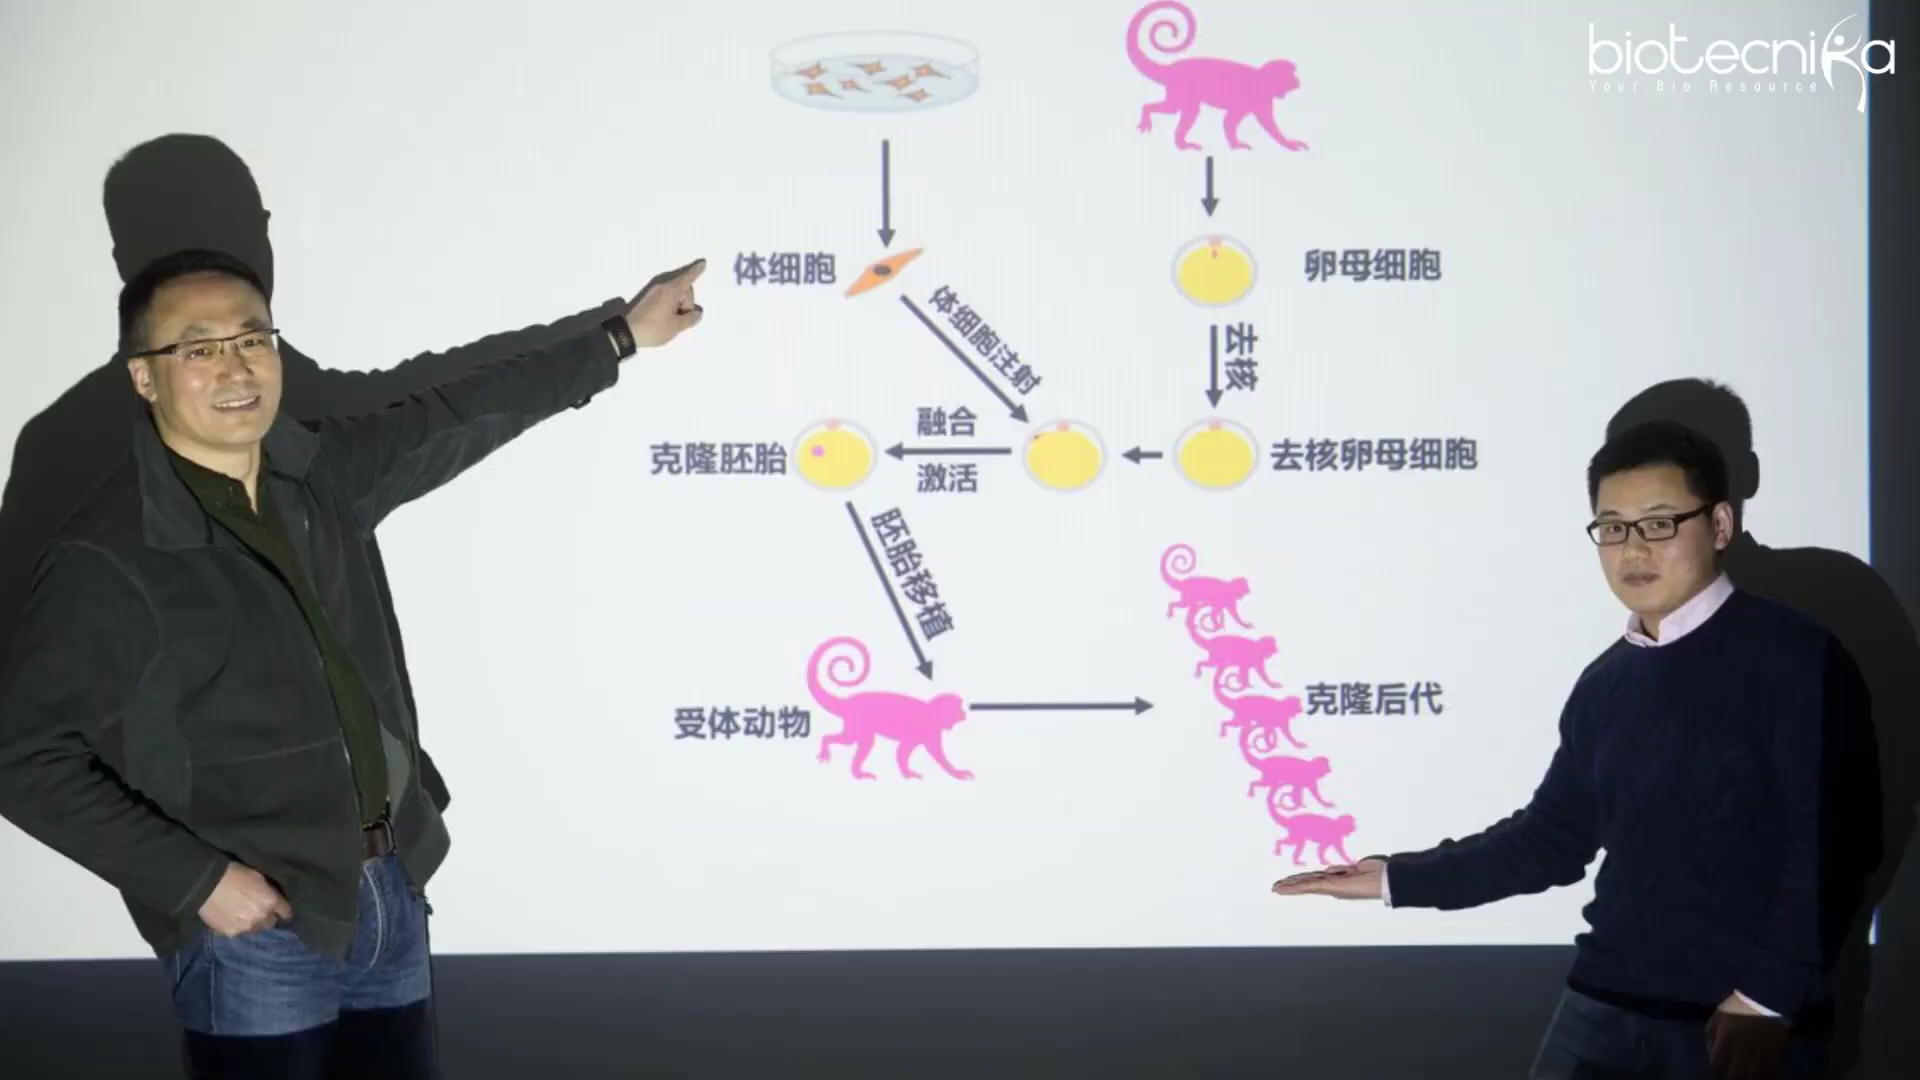 biotecnika
Your Bio Resource
体细胞
卵母细胞
体细胞注射
去核
融合
激活
克隆胚胎
去核卵母细胞
胚胎移植
受体动物
克隆后代